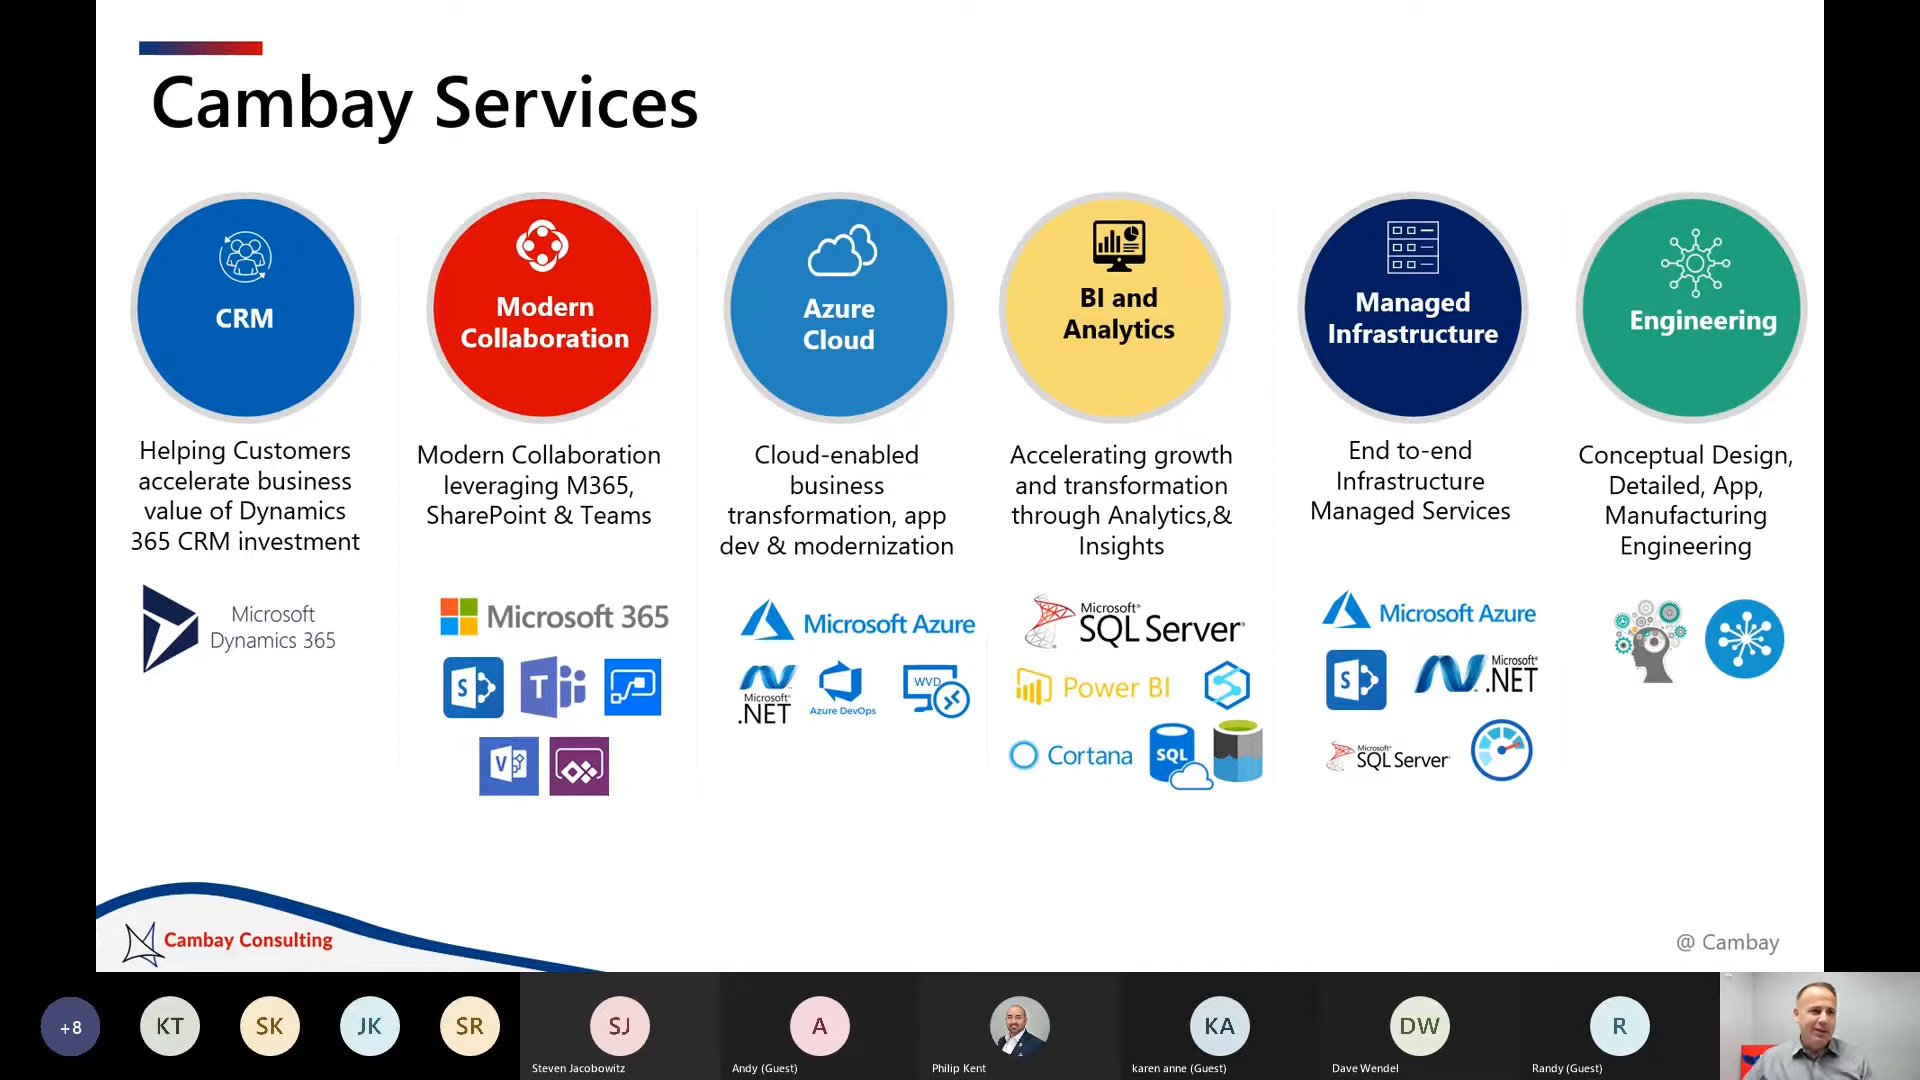 Cambay Services
CRM
Helping Customers
accelerate business
value of Dynamics
365 CRM investment
Microsoft
Dynamics 365
Modern
Collaboration
Modern Collaboration
leveraging M365,
SharePoint & Teams
Microsoft 365
S
T
V
Azure
Cloud
Cloud-enabled
business
transformation, app
dev & modernization
Microsoft Azure
Microsoft®
.NET
Azure DevOps
WVD
BI and
Analytics
Accelerating growth
and transformation
through Analytics,&
Insights
Microsoft®
SQL Server®
Power BI
Cortana
SQL
Managed
Infrastructure
End to-end
Infrastructure
Managed Services
Microsoft Azure
S
Microsoft®
.NET
Microsoft®
SQL Server
Engineering
Conceptual Design,
Detailed, App,
Manufacturing
Engineering
Cambay Consulting
@ Cambay
+8
KT
SK
JK
SR
SJ
Steven Jacobowitz
A
Andy (Guest)
Philip Kent
KA
karen anne (Guest)
DW
Dave Wendel
R
Randy (Guest)